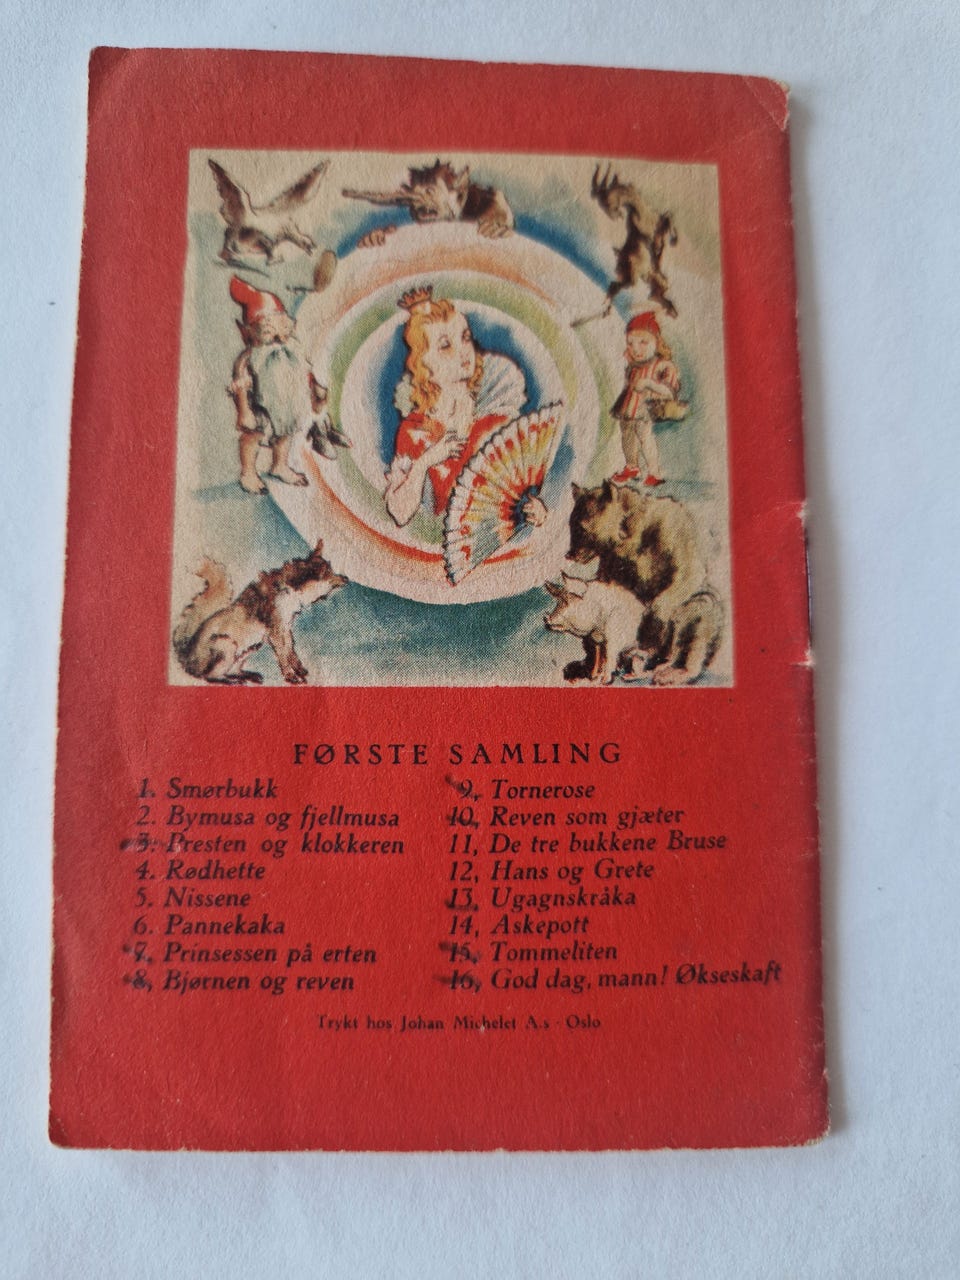 FØRSTE SAMLING
1. Smørbukk
2. Bymusa og fjellmusa
3. Presten og klokkeren
4. Rødhette
5. Nissene
6. Pannekaka
7, Prinsessen på erten
8, Bjørnen og reven
9, Tornerose
10, Reven som gjæter
11, De tre bukkene Bruse
12, Hans og Grete
13, Ugagnskråka
14, Askepott
15, Tommeliten
16, God dag, mann! Økseskaft
Trykt hos Johan Michelet A.s · Oslo